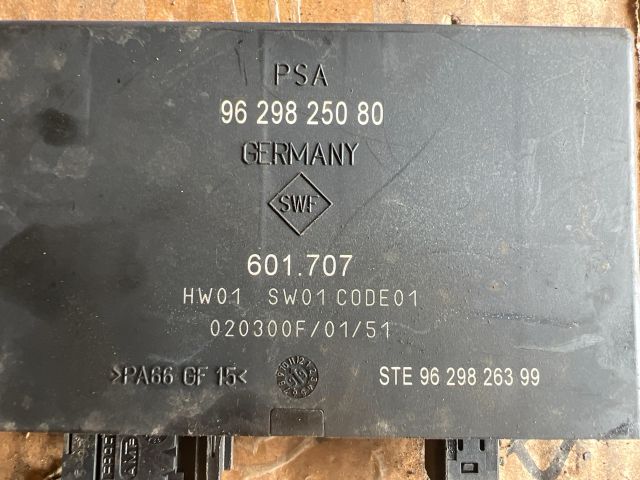 PSA
96 298 250 80
GERMANY
SWF
601.707
HW01 SW01 CODE01
020300F/01/51
>PA66 GF 15<
STE 96 298 263 99